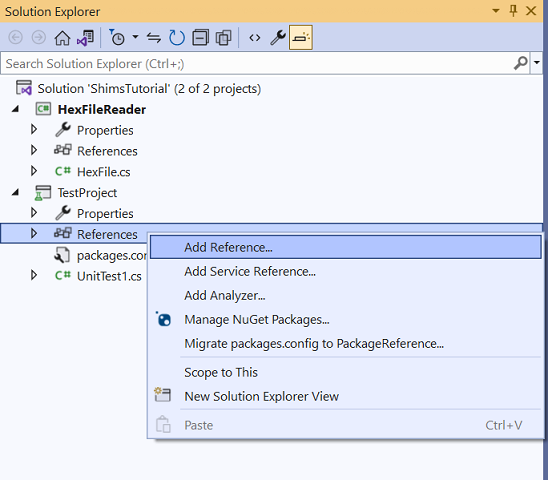 Solution Explorer
Search Solution Explorer (Ctrl+;)
Solution 'ShimsTutorial' (2 of 2 projects)
C# HexFileReader
Properties
References
C# HexFile.cs
TestProject
Properties
References
packages.con
C# UnitTest1.cs
Add Reference...
Add Service Reference...
Add Analyzer...
Manage NuGet Packages...
Migrate packages.config to PackageReference...
Scope to This
New Solution Explorer View
Paste Ctrl+V